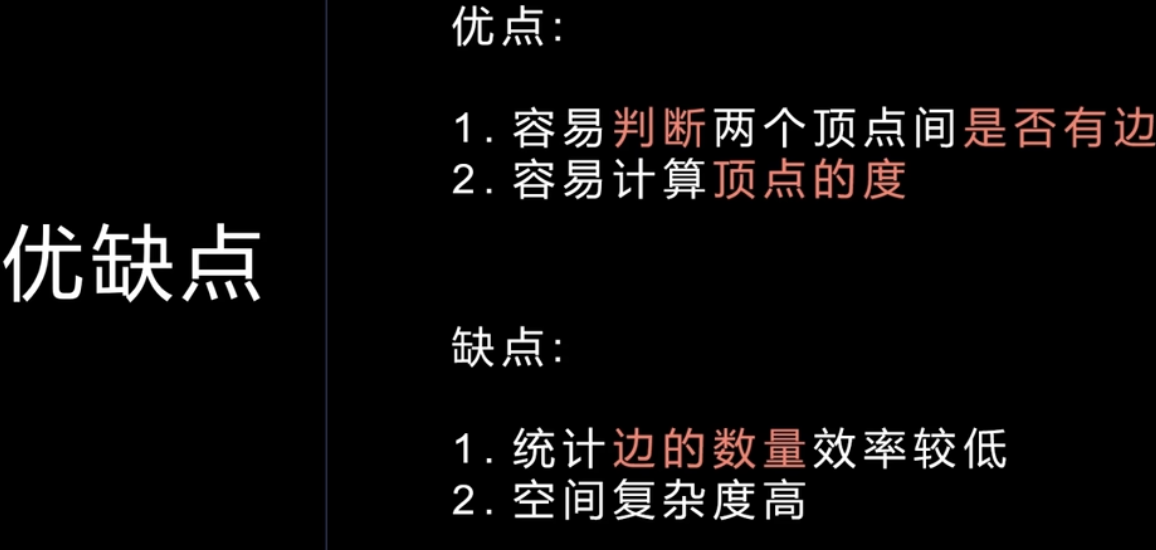 优缺点
优点:
1. 容易判断两个顶点间是否有边
2. 容易计算顶点的度
缺点:
1. 统计边的数量效率较低
2. 空间复杂度高